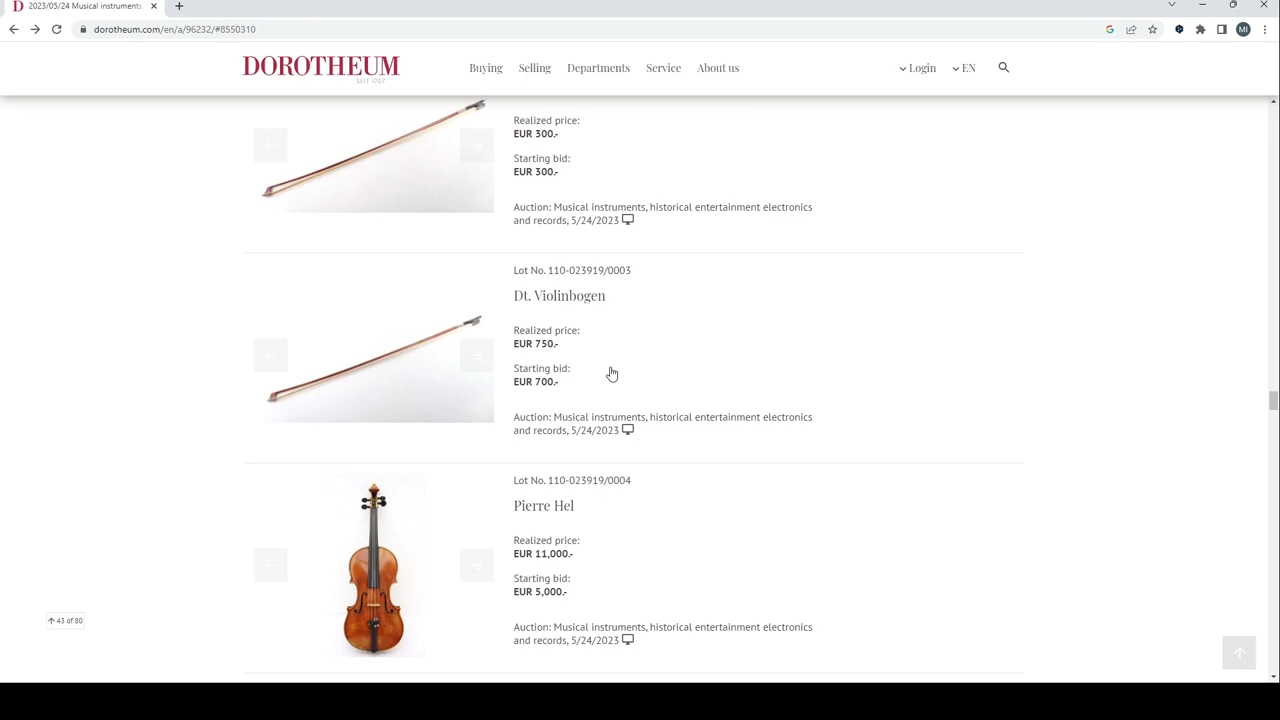 2023/05/24 Musical instruments,
dorotheum.com/en/a/96232/#8550310
MI
DOROTHEUM
SEIT 1707
Buying
Selling
Departments
Service
About us
Login
EN
Realized price:
EUR 300.-
Starting bid:
EUR 300.-
Auction: Musical instruments, historical entertainment electronics
and records, 5/24/2023
Lot No. 110-023919/0003
Dt. Violinbogen
Realized price:
EUR 750.-
Starting bid:
EUR 700.-
Auction: Musical instruments, historical entertainment electronics
and records, 5/24/2023
Lot No. 110-023919/0004
Pierre Hel
Realized price:
EUR 11,000.-
Starting bid:
EUR 5,000.-
Auction: Musical instruments, historical entertainment electronics
and records, 5/24/2023
43 of 80